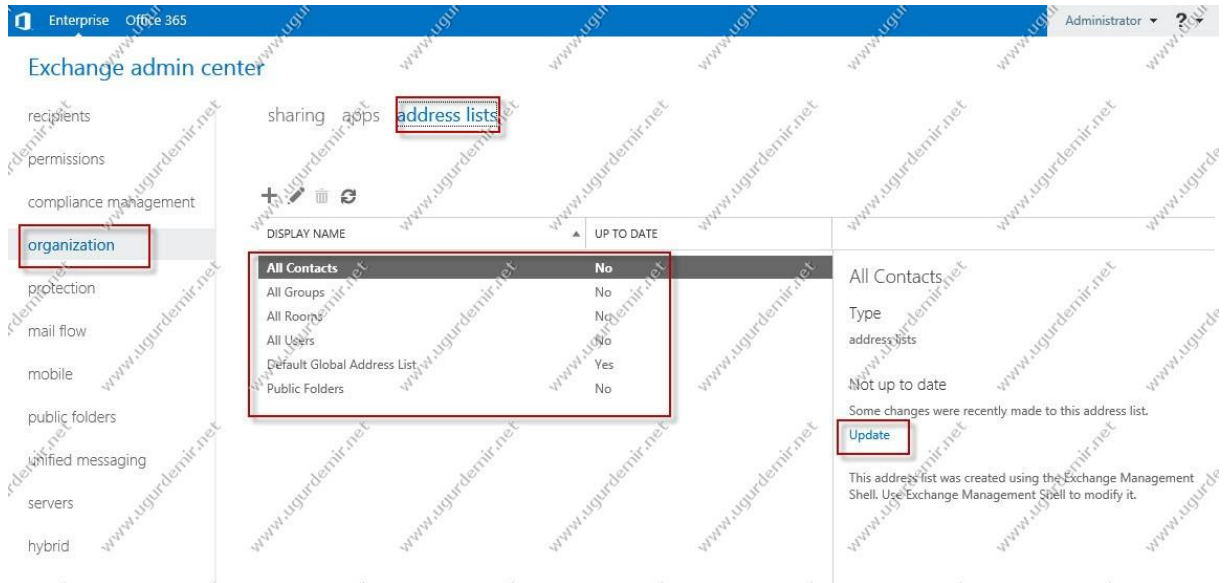 Enterprise Office 365 Administrator ?
Exchange admin center
recipients
permissions
compliance management
organization
protection
mail flow
mobile
public folders
unified messaging
servers
hybrid
sharing apps address lists
DISPLAY NAME UP TO DATE
All Contacts No
All Groups No
All Rooms No
All Users No
Default Global Address List Yes
Public Folders No
All Contacts
Type
address lists
Not up to date
Some changes were recently made to this address list.
Update
This address list was created using the Exchange Management
Shell. Use Exchange Management Shell to modify it.
www.ugurdemir.net